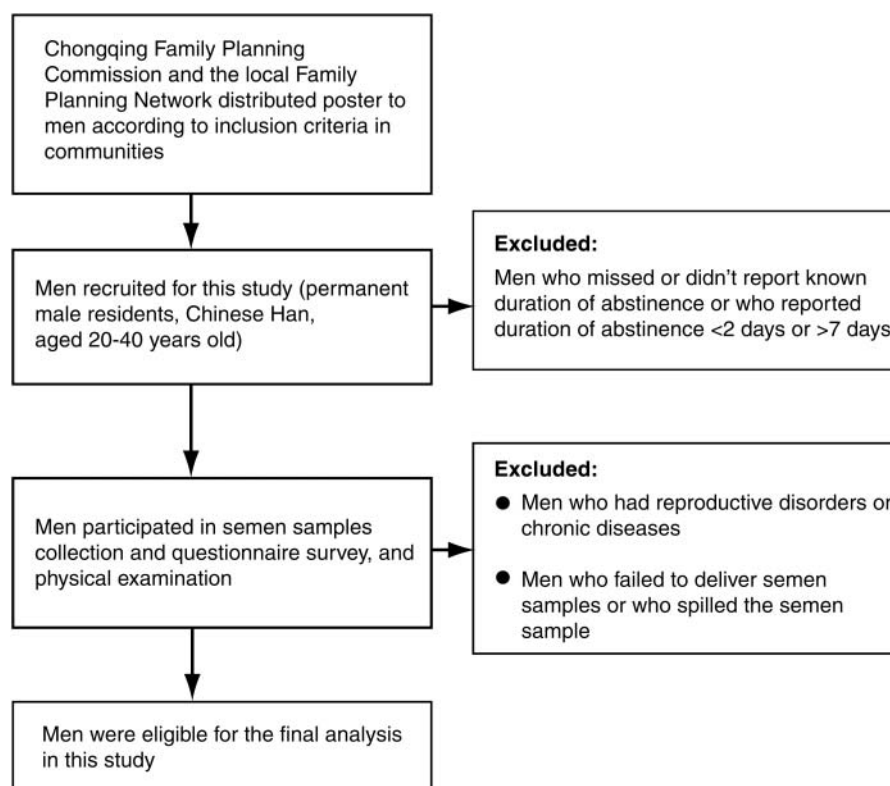 Chongqing Family Planning
Commission and the local Family
Planning Network distributed poster to
men according to inclusion criteria in
communities
Men recruited for this study (permanent
male residents, Chinese Han,
aged 20-40 years old)
Excluded:
Men who missed or didn't report known
duration of abstinence or who reported
duration of abstinence <2 days or >7 days
Men participated in semen samples
collection and questionnaire survey, and
physical examination
Excluded:
● Men who had reproductive disorders or
chronic diseases
● Men who failed to deliver semen
samples or who spilled the semen
sample
Men were eligible for the final analysis
in this study